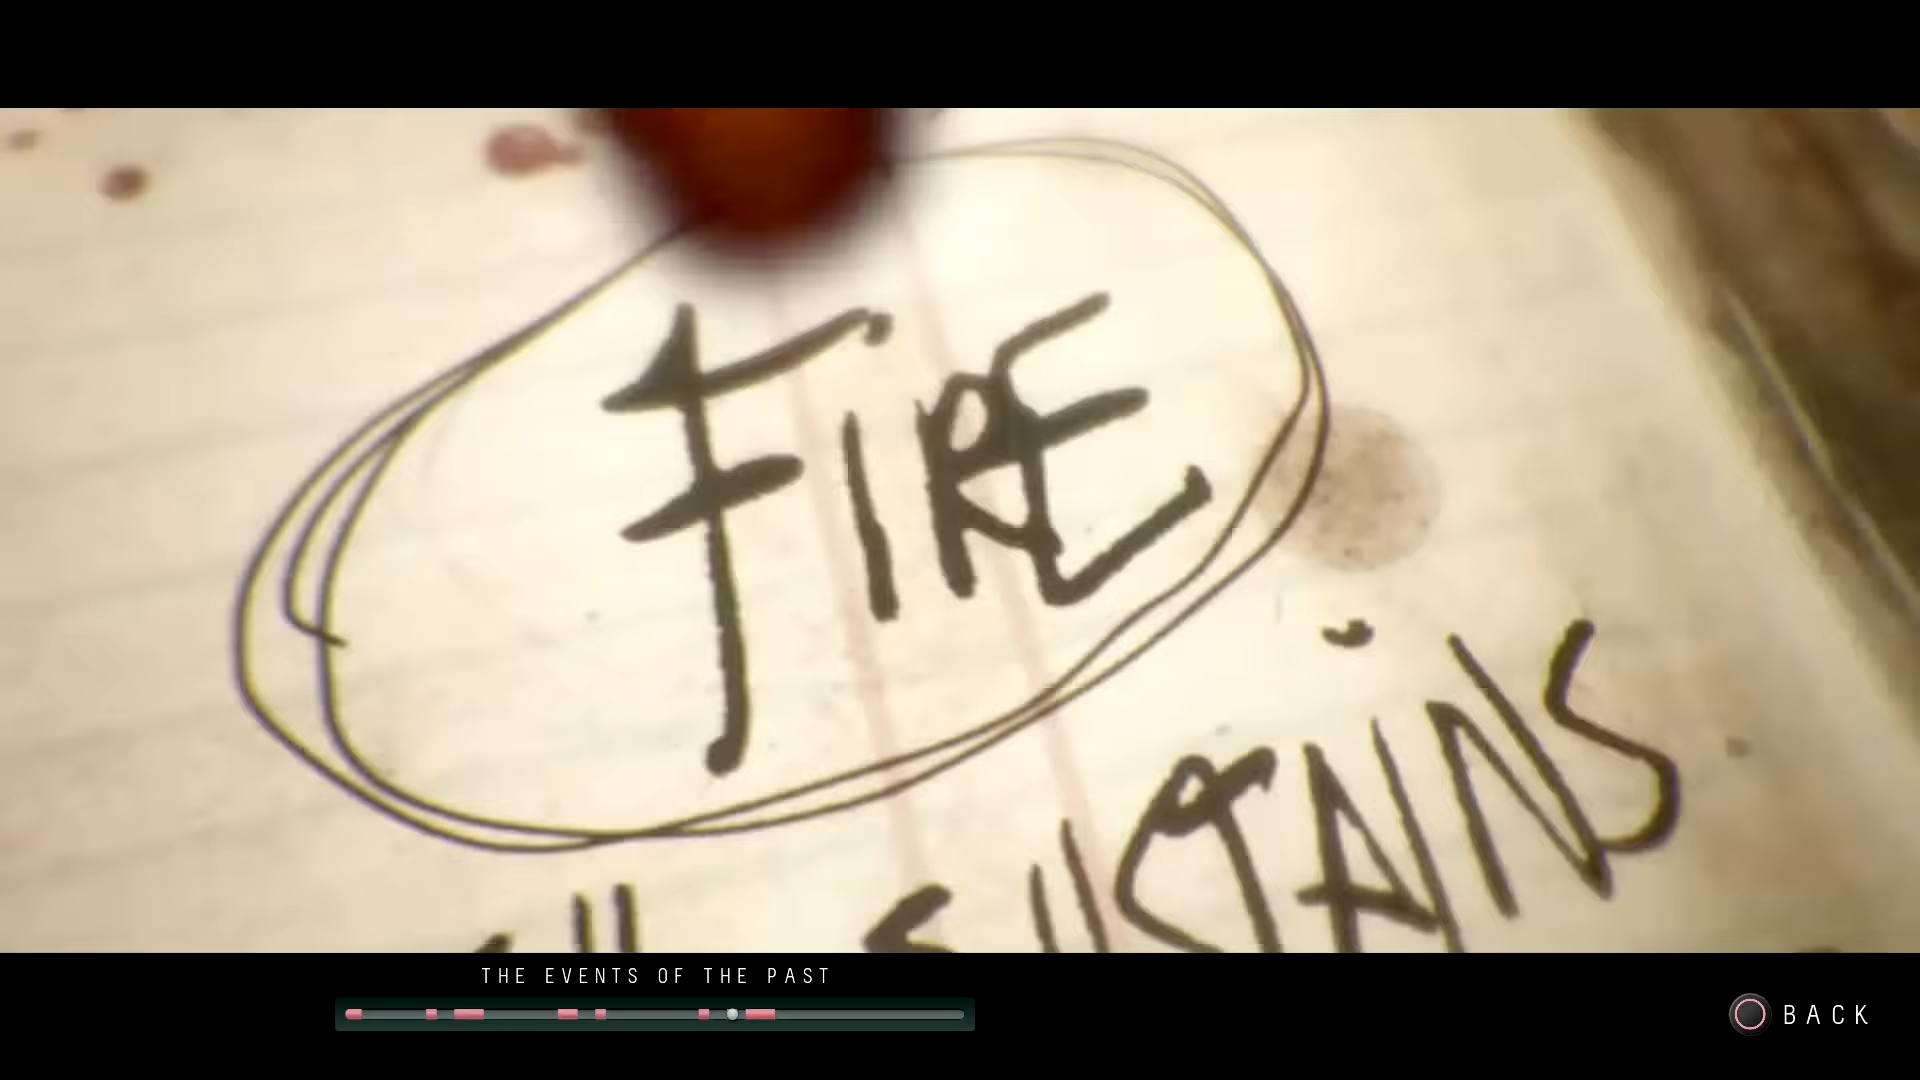 FIRE
SUSTAINS
THE EVENTS OF THE PAST
BACK